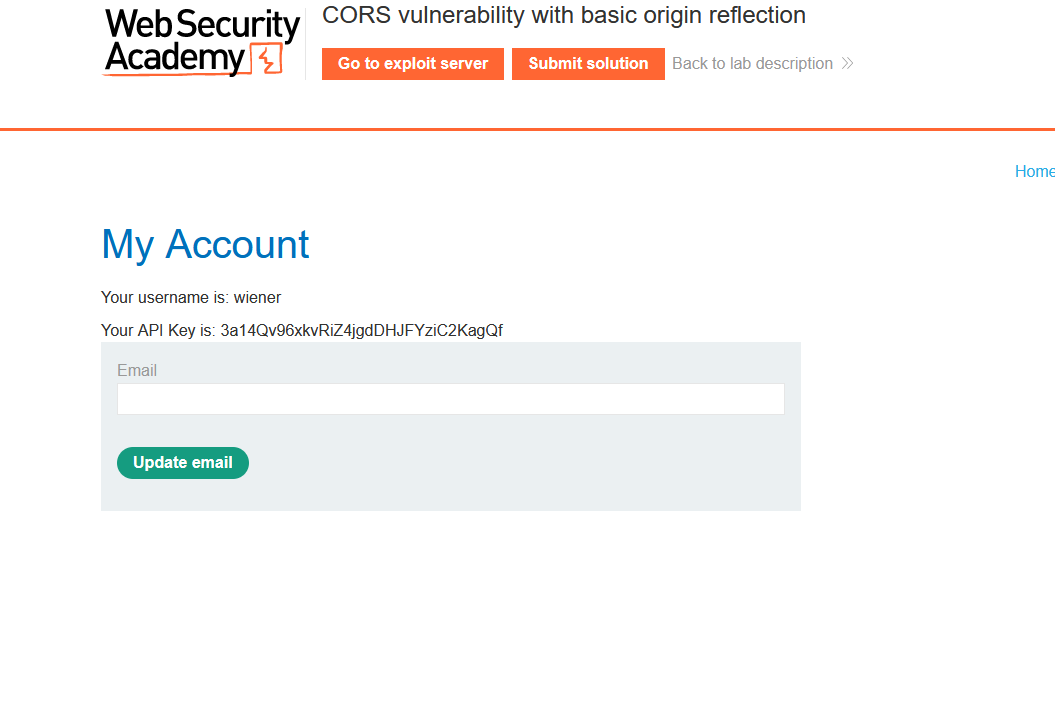 Web Security
Academy
CORS vulnerability with basic origin reflection
Go to exploit server
Submit solution
Back to lab description
Home
My Account
Your username is: wiener
Your API Key is: 3a14Qv96xkvRiZ4jgdDHJFYziC2KagQf
Email
Update email